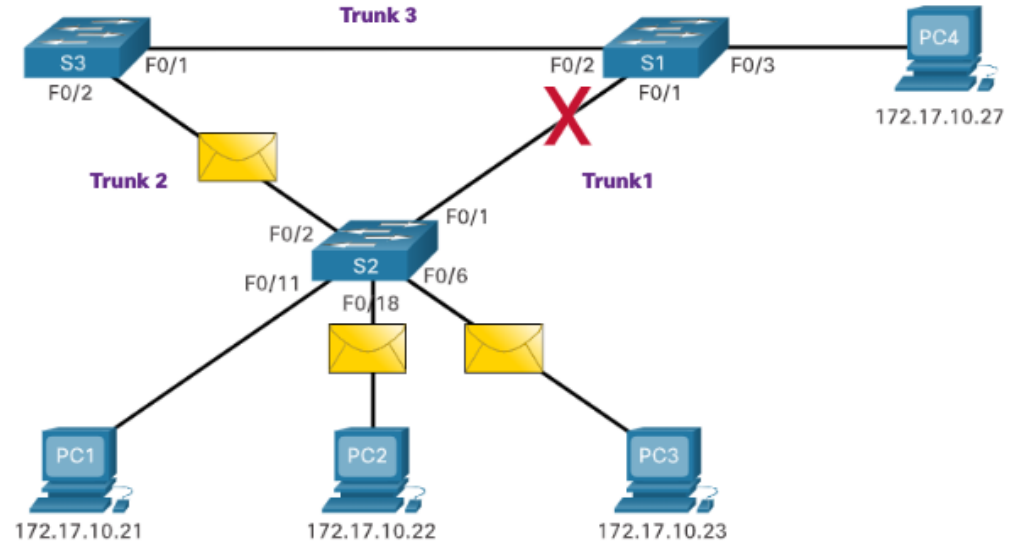 Trunk 3
S3
F0/1
F0/2
F0/2
S1
F0/3
F0/1
PC4
172.17.10.27
Trunk 2
Trunk1
F0/2
F0/1
S2
F0/11
F0/18
F0/6
PC1
172.17.10.21
PC2
172.17.10.22
PC3
172.17.10.23